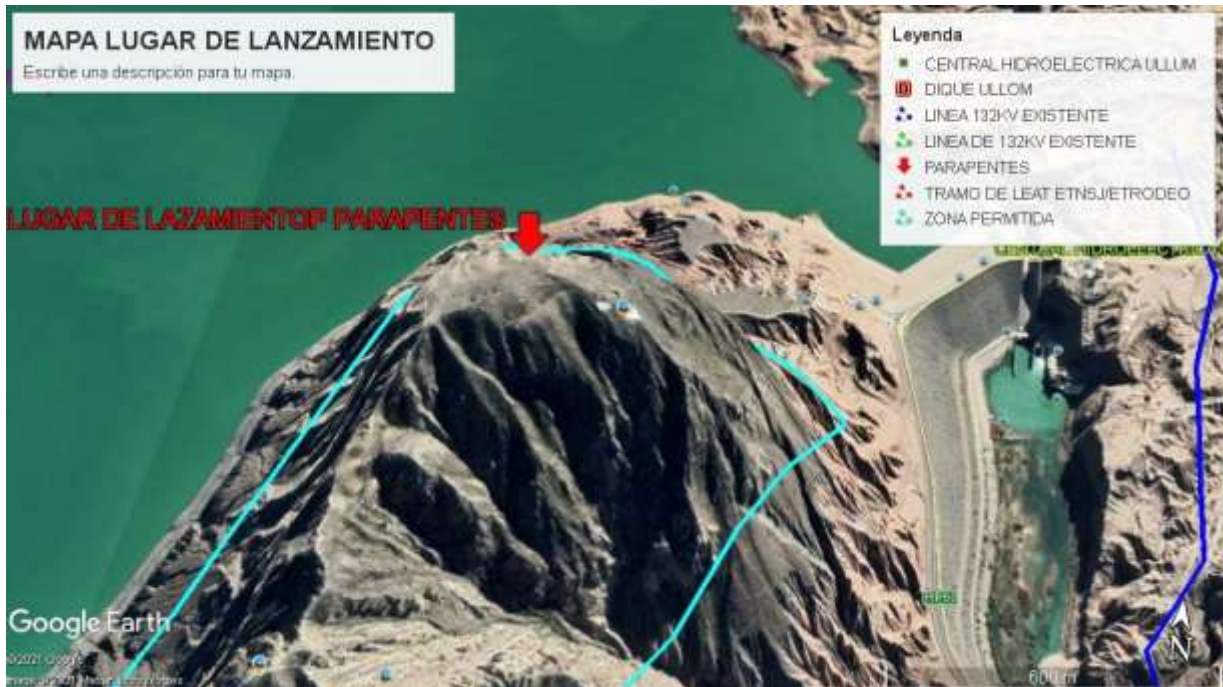 MAPA LUGAR DE LANZAMIENTO
Escribe una descripción para tu mapa.
Leyenda
CENTRAL HIDROELECTRICA ULLUM
DIQUE ULLOM
LINEA 132KV EXISTENTE
LINEA DE 132KV EXISTENTE
PARAPENTES
TRAMO DE LEAT ETNSJ/ETRODEO
ZONA PERMITIDA
LUGAR DE LAZAMIENTOP PARAPENTES
Google Earth
©2021 Google
600 m
N